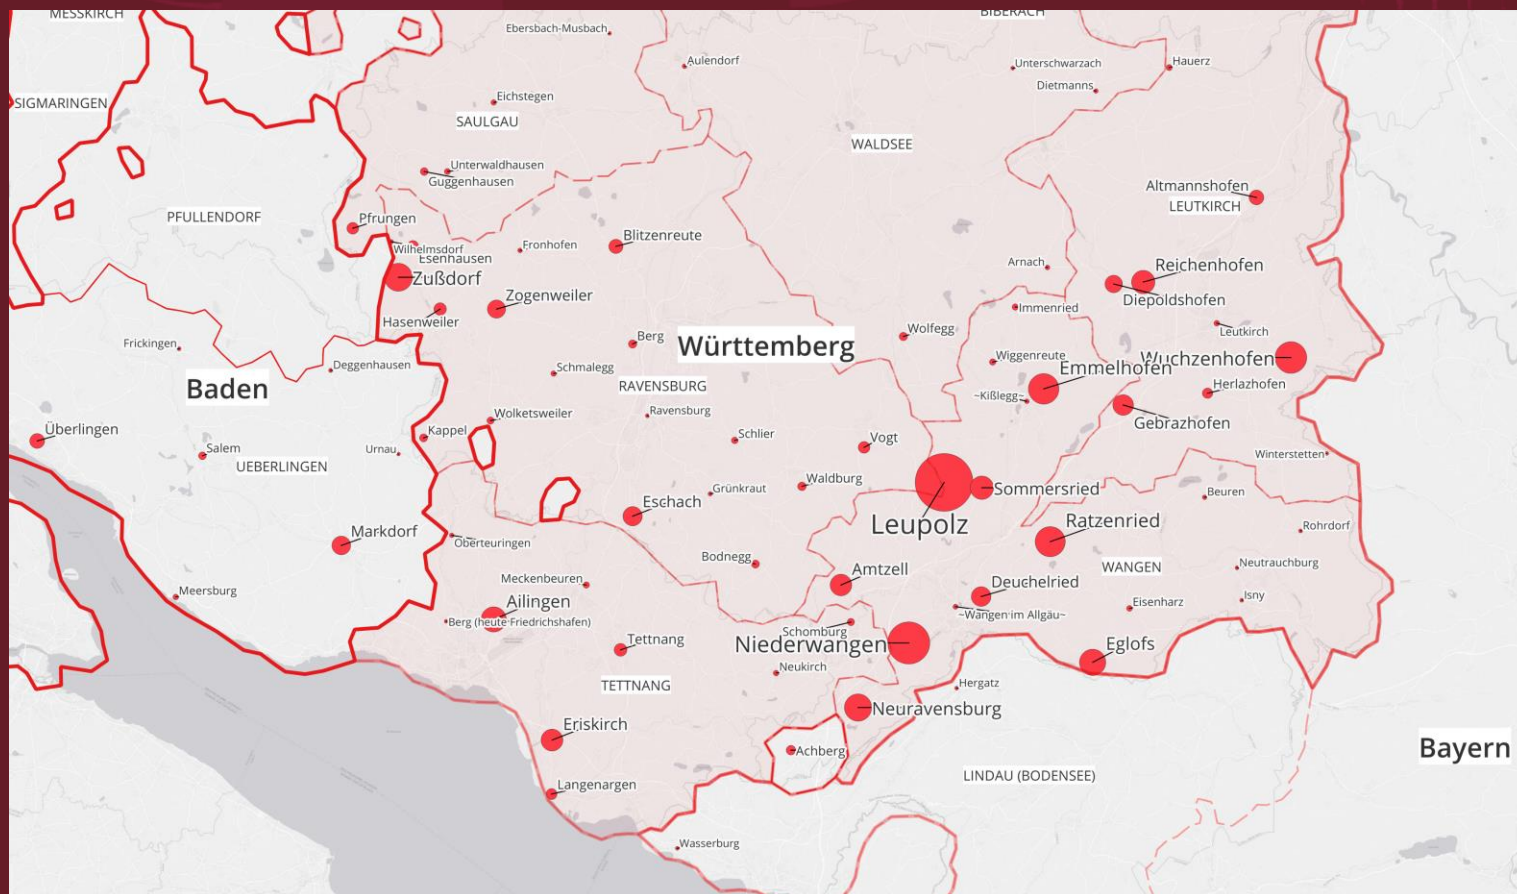 MESSKIRCH
BIBERACH
Ebersbach-Musbach
Aulendorf
Unterschwarzach
Hauerz
Dietmanns
Eichstegen
SIGMARINGEN
SAULGAU
WALDSEE
Unterwaldhausen
Guggenhausen
Altmannshofen
LEUTKIRCH
PFULLENDORF
Pfrungen
Blitzenreute
Wilhelmsdorf
Fronhofen
Esenhausen
Arnach
Reichenhofen
Zußdorf
Zogenweiler
Diepoldshofen
Hasenweiler
Immenried
Leutkirch
Wolfegg
Berg
Frickingen
Württemberg
Wiggenreute
Wuchzenhofen
Deggenhausen
Schmalegg
Emmelhofen
Baden
RAVENSBURG
Herlazhofen
~Kißlegg~
Wolketsweiler
Ravensburg
Gebrazhofen
Überlingen
Kappel
Schlier
Vogt
Salem
Urnau
Winterstetten
UEBERLINGEN
Waldburg
Grünkraut
Sommersried
Beuren
Eschach
Leupolz
Ratzenried
Rohrdorf
Markdorf
Oberteuringen
Bodnegg
Neutrauchburg
Amtzell
WANGEN
Meckenbeuren
Deuchelried
Meersburg
Isny
Ailingen
Eisenharz
~Wangen im Allgäu~
Berg (heute Friedrichshafen)
Schomburg
Tettnang
Niederwangen
Eglofs
Neukirch
TETTNANG
Hergatz
Neuravensburg
Eriskirch
Achberg
Bayern
LINDAU (BODENSEE)
Langenargen
Wasserburg